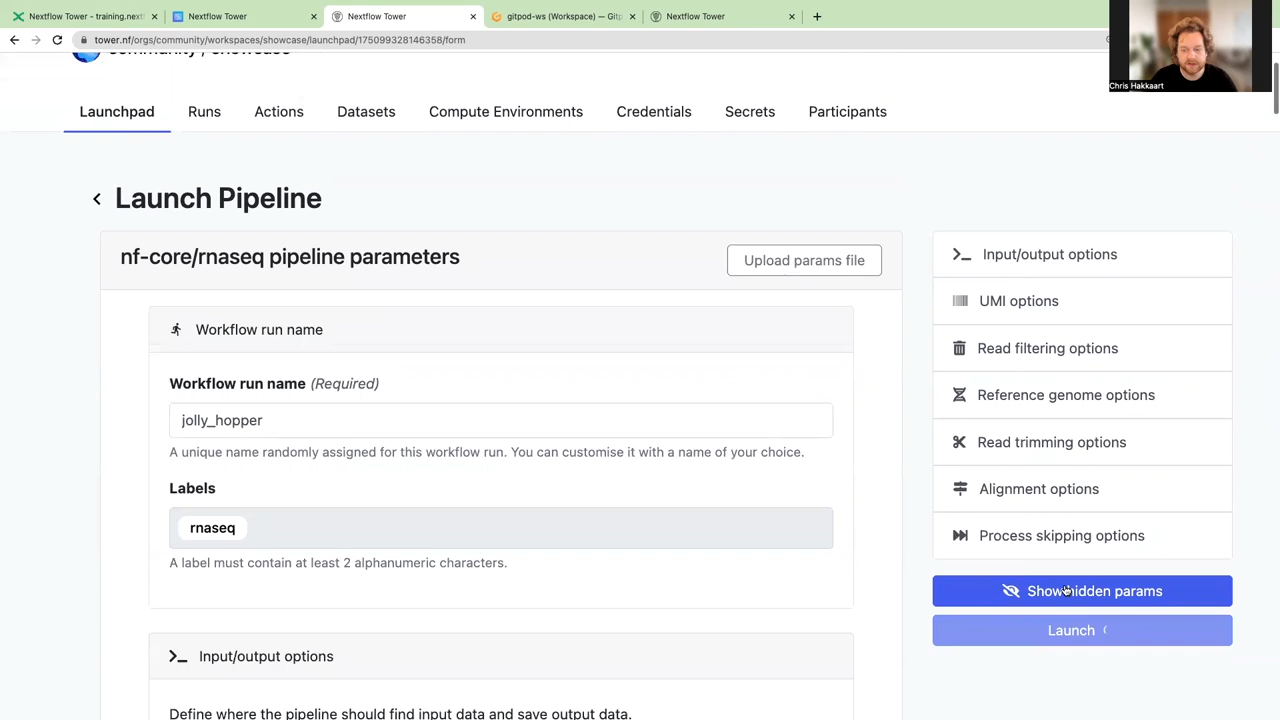 Nextflow Tower - training.nextf
Nextflow Tower
Nextflow Tower
gitpod-ws (Workspace) — Gitp
Nextflow Tower
tower.nf/orgs/community/workspaces/showcase/launchpad/175099328146358/form
Chris Hakkaart
community / showcase
Launchpad
Runs
Actions
Datasets
Compute Environments
Credentials
Secrets
Participants
Launch Pipeline
nf-core/rnaseq pipeline parameters
Upload params file
Workflow run name
Workflow run name (Required)
jolly_hopper
A unique name randomly assigned for this workflow run. You can customise it with a name of your choice.
Labels
rnaseq
A label must contain at least 2 alphanumeric characters.
Input/output options
Define where the pipeline should find input data and save output data.
Input/output options
UMI options
Read filtering options
Reference genome options
Read trimming options
Alignment options
Process skipping options
Show hidden params
Launch